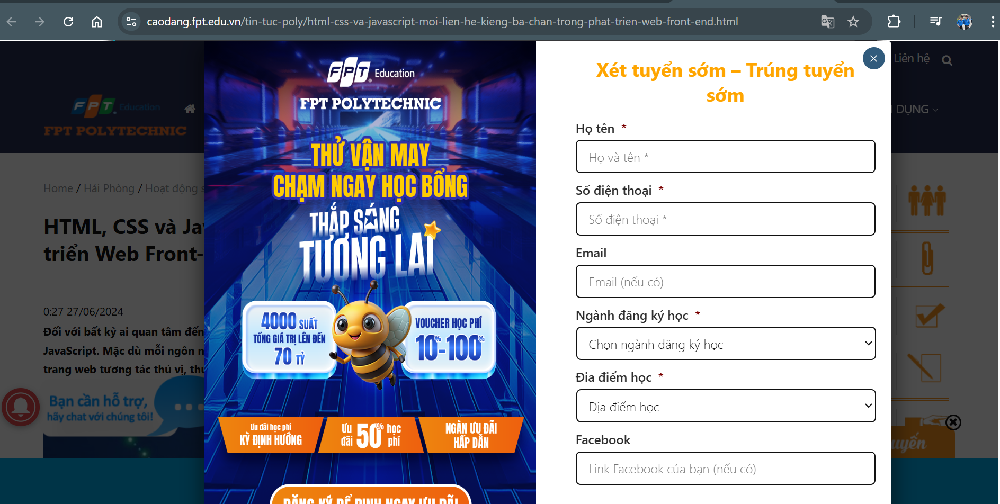 caodang.fpt.edu.vn/tin-tuc-poly/html-css-va-javascript-moi-lien-he-kieng-ba-chan-trong-phat-trien-web-front-end.html
Liên hệ
FPT Education
FPT POLYTECHNIC
DỤNG
Home / Hải Phòng / Hoạt động
HTML, CSS và
triển Web Front-
0:27 27/06/2024
Đối với bất kỳ ai quan tâm đến
JavaScript. Mặc dù mỗi ngôn
trang web tương tác thú vị,
Bạn cần hỗ trợ,
hãy chat với chúng tôi!
FPT Education
FPT POLYTECHNIC
THỬ VẬN MAY
CHẠM NGAY HỌC BỔNG
THẮP SÁNG
TƯƠNG LAI
4000 SUẤT
TỔNG GIÁ TRỊ LÊN ĐẾN
70 TỶ
VOUCHER HỌC PHÍ
10%-100%
Ưu đãi học phí
KỲ ĐỊNH HƯỚNG
Ưu đãi 50% học phí
NGÀN ƯU ĐÃI
HẤP DẪN
ĐĂNG KÝ ĐỂ ĐỊNH NGAY ƯU ĐÃI
Xét tuyển sớm – Trúng tuyển
sớm
Họ tên *
Họ và tên *
Số điện thoại *
Số điện thoại *
Email
Email (nếu có)
Ngành đăng ký học *
Chọn ngành đăng ký học
Đia điểm học *
Địa điểm học
Facebook
Link Facebook của bạn (nếu có)